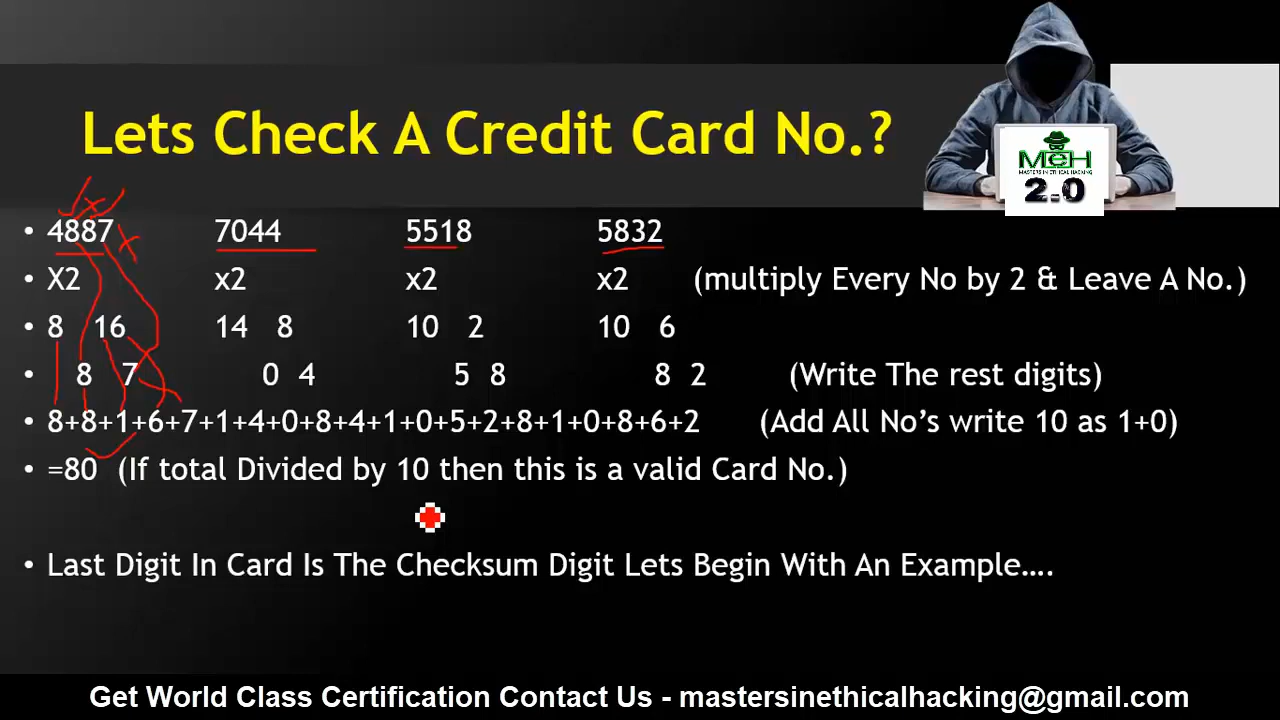 Lets Check A Credit Card No.?
MEH
MASTERS IN ETHICAL HACKING
2.0
• 4887 7044 5518 5832
• X2 x2 x2 x2 (multiply Every No by 2 & Leave A No.)
• 8 16 14 8 10 2 10 6
• 8 7 0 4 5 8 8 2 (Write The rest digits)
• 8+8+1+6+7+1+4+0+8+4+1+0+5+2+8+1+0+8+6+2 (Add All No’s write 10 as 1+0)
• =80 (If total Divided by 10 then this is a valid Card No.)
• Last Digit In Card Is The Checksum Digit Lets Begin With An Example….
Get World Class Certification Contact Us - mastersinethicalhacking@gmail.com